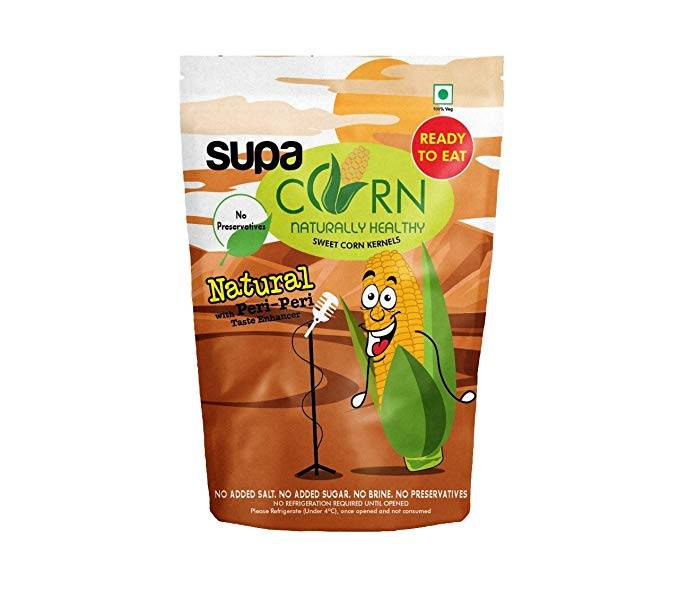 100% Veg
READY
TO EAT
supa
CORN
NATURALLY HEALTHY
SWEET CORN KERNELS
No
Preservatives
Natural
with Peri-Peri
Taste Enhancer
NO ADDED SALT. NO ADDED SUGAR. NO BRINE. NO PRESERVATIVES
NO REFRIGERATION REQUIRED UNTIL OPENED
Please Refrigerate (Under 4°C), once opened and not consumed